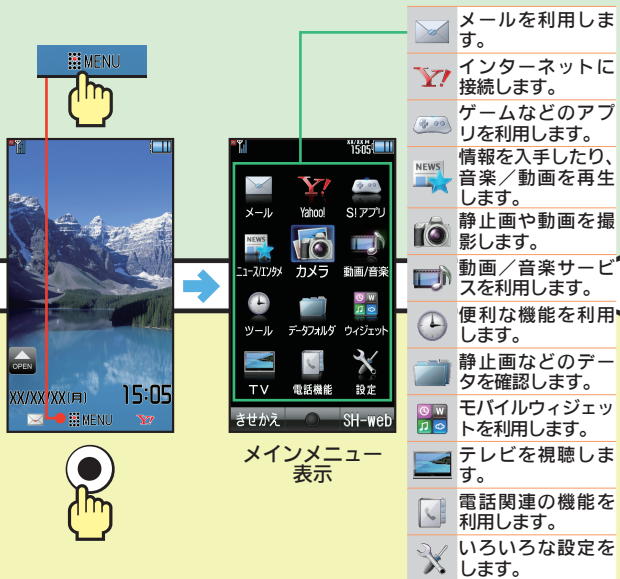 MENU
OPEN
XX/XX/XX(月) 15:05
MENU Y!
XX/XX 月
15:05
メール Yahoo! S!アプリ
NEWS
ニュース/エンタメ カメラ 動画/音楽
ツール データフォルダ ウィジェット
TV 電話機能 設定
きせかえ SH-web
メインメニュー
表示
メールを利用しま
す。
Y!
インターネットに
接続します。
ゲームなどのアプ
リを利用します。
NEWS
情報を入手したり、
音楽／動画を再生
します。
静止画や動画を撮
影します。
動画／音楽サービ
スを利用します。
便利な機能を利用
します。
静止画などのデー
タを確認します。
モバイルウィジェッ
トを利用します。
テレビを視聴しま
す。
電話関連の機能を
利用します。
いろいろな設定を
します。